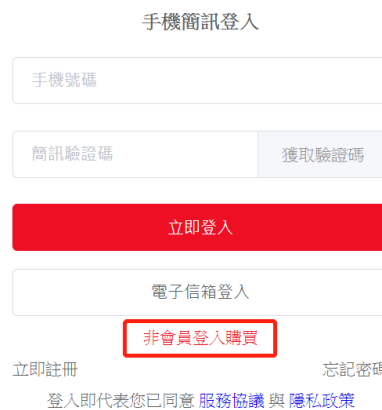 手機簡訊登入
手機號碼
簡訊驗證碼 獲取驗證碼
立即登入
電子信箱登入
非會員登入購買
立即註冊 忘記密碼
登入即代表您已同意 服務協議 與 隱私政策